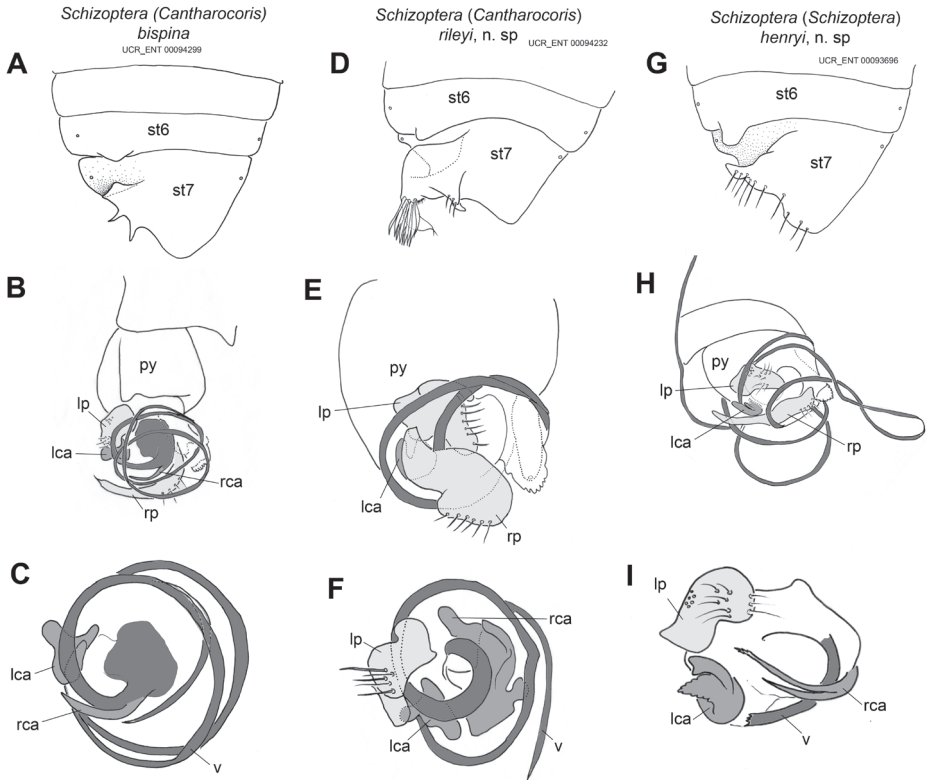 Schizoptera (Cantharocoris)
bispina
UCR_ENT 00094299
Schizoptera (Cantharocoris)
rileyi, n. sp
UCR_ENT 00094232
Schizoptera (Schizoptera)
henryi, n. sp
UCR_ENT 00093696
A
st6
st7
D
st6
st7
G
st6
st7
B
py
lp
lca
rca
rp
E
py
lp
lca
rp
H
py
lp
lca
rp
C
lca
rca
v
F
lp
rca
lca
v
I
lp
lca
rca
v